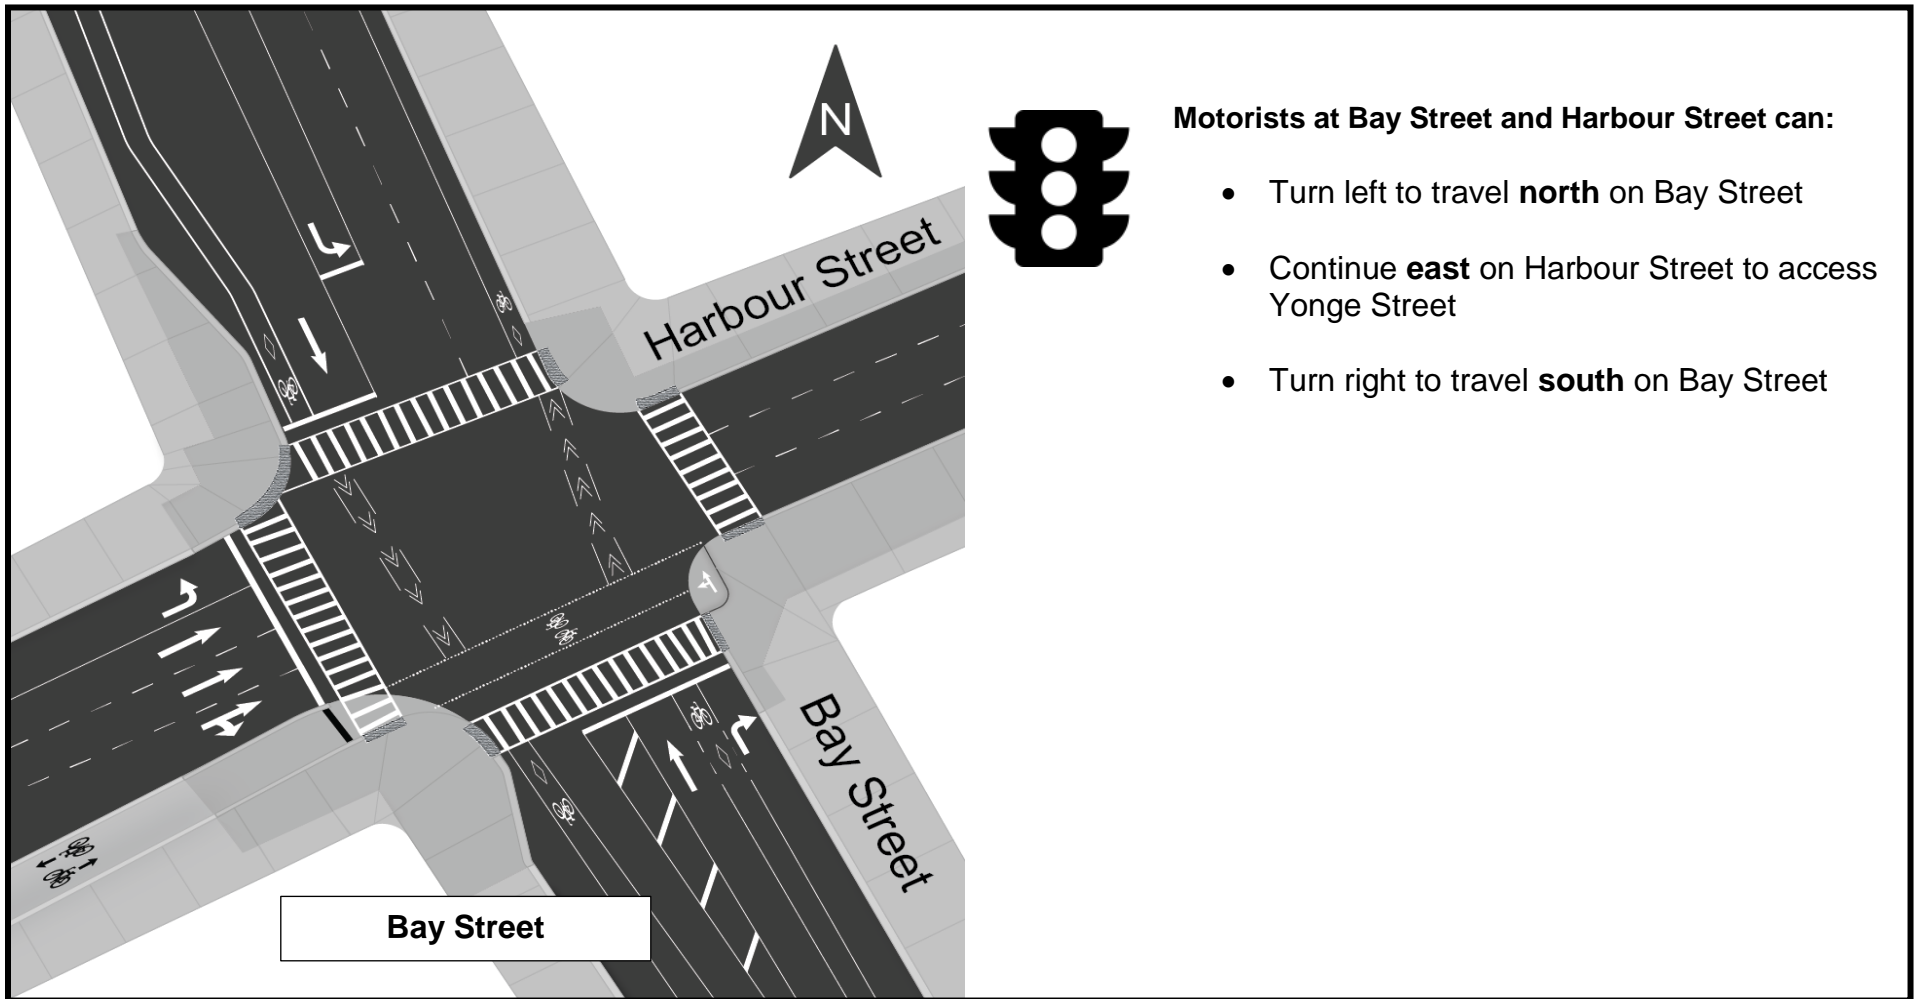 N
Harbour Street
Bay Street
Bay Street
Motorists at Bay Street and Harbour Street can:
• Turn left to travel north on Bay Street
• Continue east on Harbour Street to access
Yonge Street
• Turn right to travel south on Bay Street